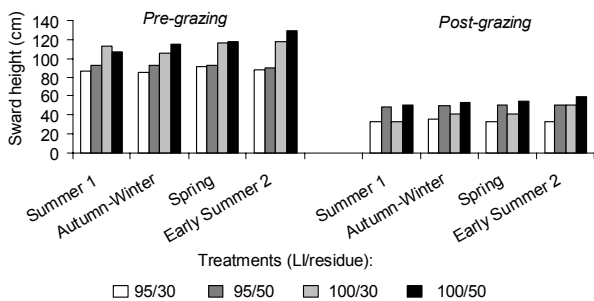 Pre-grazing
Post-grazing
Sward height (cm)
140
120
100
80
60
40
20
0
Summer 1
Autumn-Winter
Spring
Early Summer 2
Summer 1
Autumn-Winter
Spring
Early Summer 2
Treatments (LI/residue):
95/30 95/50 100/30 100/50